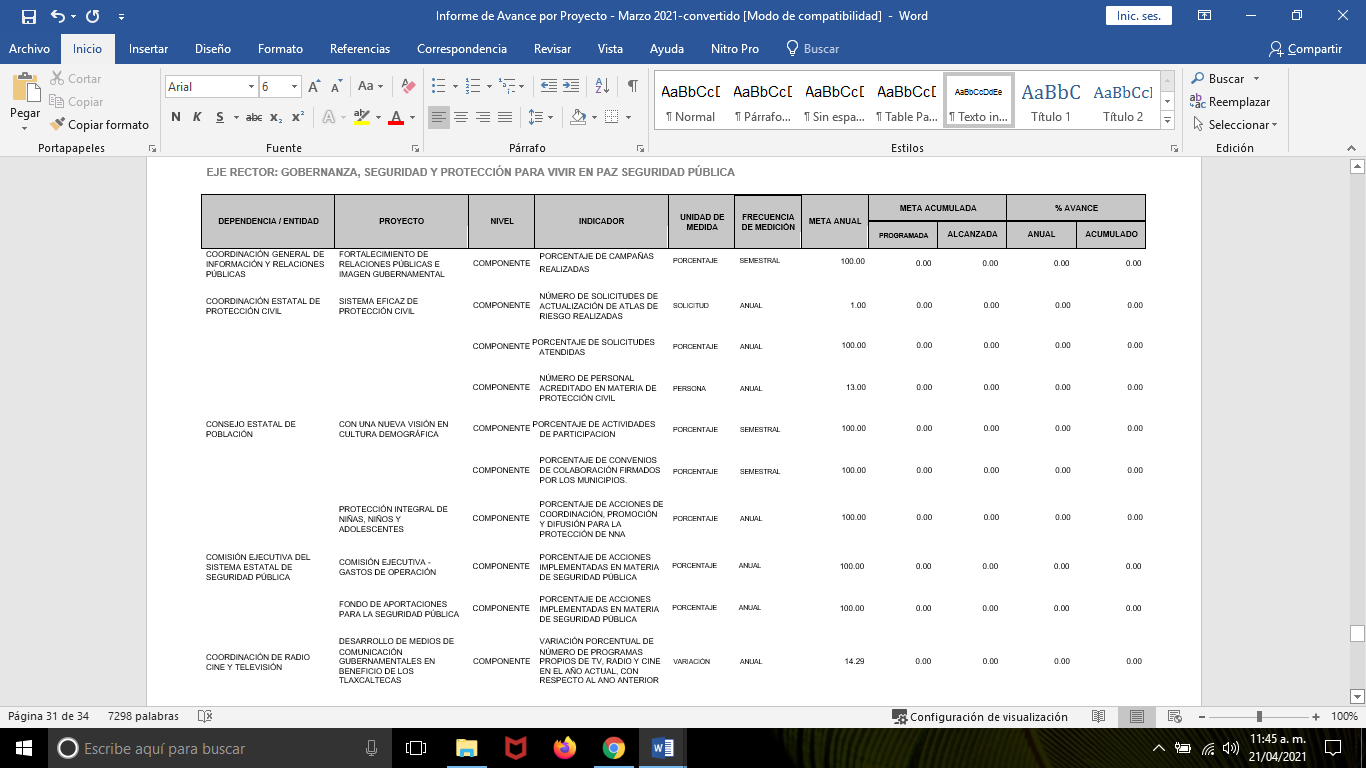 Informe de Avance por Proyecto - Marzo 2021-convertido [Modo de compatibilidad] - Word
Inic. ses.
Archivo Inicio Insertar Diseño Formato Referencias Correspondencia Revisar Vista Ayuda Nitro Pro Buscar Compartir
Pegar
Cortar
Copiar
Copiar formato
Portapapeles
Arial 6
N K S abc x₂ x²
Fuente
Párrafo
AaBbCcI AaBbCcD AaBbCcD AaBbCcD AaBbCcDdEe AaBbC AaBbCcI
¶ Normal ¶ Párrafo... ¶ Sin espa... ¶ Table Pa... ¶ Texto in... Título 1 Título 2
Estilos
Buscar
Reemplazar
Seleccionar
Edición
EJE RECTOR: GOBERNANZA, SEGURIDAD Y PROTECCIÓN PARA VIVIR EN PAZ SEGURIDAD PÚBLICA
DEPENDENCIA / ENTIDAD
PROYECTO
NIVEL
INDICADOR
UNIDAD DE
MEDIDA
FRECUENCIA
DE MEDICIÓN
META ANUAL
META ACUMULADA
PROGRAMADA ALCANZADA
% AVANCE
ANUAL ACUMULADO
COORDINACIÓN GENERAL DE
INFORMACIÓN Y RELACIONES
PÚBLICAS
FORTALECIMIENTO DE
RELACIONES PÚBLICAS E
IMAGEN GUBERNAMENTAL
COMPONENTE
PORCENTAJE DE CAMPAÑAS
REALIZADAS
PORCENTAJE SEMESTRAL 100.00 0.00 0.00 0.00 0.00
COORDINACIÓN ESTATAL DE
PROTECCIÓN CIVIL
SISTEMA EFICAZ DE
PROTECCIÓN CIVIL
COMPONENTE
NÚMERO DE SOLICITUDES DE
ACTUALIZACIÓN DE ATLAS DE
RIESGO REALIZADAS
SOLICITUD ANUAL 1.00 0.00 0.00 0.00 0.00
COMPONENTE
PORCENTAJE DE SOLICITUDES
ATENDIDAS
PORCENTAJE ANUAL 100.00 0.00 0.00 0.00 0.00
COMPONENTE
NÚMERO DE PERSONAL
ACREDITADO EN MATERIA DE
PROTECCIÓN CIVIL
PERSONA ANUAL 13.00 0.00 0.00 0.00 0.00
CONSEJO ESTATAL DE
POBLACIÓN
CON UNA NUEVA VISIÓN EN
CULTURA DEMOGRÁFICA
COMPONENTE
PORCENTAJE DE ACTIVIDADES
DE PARTICIPACION
PORCENTAJE SEMESTRAL 100.00 0.00 0.00 0.00 0.00
COMPONENTE
PORCENTAJE DE CONVENIOS
DE COLABORACIÓN FIRMADOS
POR LOS MUNICIPIOS.
PORCENTAJE SEMESTRAL 100.00 0.00 0.00 0.00 0.00
PROTECCIÓN INTEGRAL DE
NIÑAS, NIÑOS Y
ADOLESCENTES
COMPONENTE
PORCENTAJE DE ACCIONES DE
COORDINACIÓN, PROMOCIÓN
Y DIFUSIÓN PARA LA
PROTECCIÓN DE NNA
PORCENTAJE ANUAL 100.00 0.00 0.00 0.00 0.00
COMISIÓN EJECUTIVA DEL
SISTEMA ESTATAL DE
SEGURIDAD PÚBLICA
COMISIÓN EJECUTIVA -
GASTOS DE OPERACIÓN
COMPONENTE
PORCENTAJE DE ACCIONES
IMPLEMENTADAS EN MATERIA
DE SEGURIDAD PÚBLICA
PORCENTAJE ANUAL 100.00 0.00 0.00 0.00 0.00
FONDO DE APORTACIONES
PARA LA SEGURIDAD PÚBLICA
COMPONENTE
PORCENTAJE DE ACCIONES
IMPLEMENTADAS EN MATERIA
DE SEGURIDAD PÚBLICA
PORCENTAJE ANUAL 100.00 0.00 0.00 0.00 0.00
COORDINACIÓN DE RADIO
CINE Y TELEVISIÓN
DESARROLLO DE MEDIOS DE
COMUNICACIÓN
GUBERNAMENTALES EN
BENEFICIO DE LOS
TLAXCALTECAS
COMPONENTE
VARIACIÓN PORCENTUAL DE
NÚMERO DE PROGRAMAS
PROPIOS DE TV, RADIO Y CINE
EN EL AÑO ACTUAL, CON
RESPECTO AL ANO ANTERIOR
VARIACIÓN ANUAL 14.29 0.00 0.00 0.00 0.00
Página 31 de 34 7298 palabras Configuración de visualización 100%
Escribe aquí para buscar
11:45 a. m.
21/04/2021